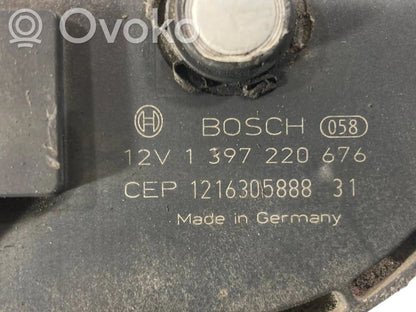 Ovoko
BOSCH 058
12V 1 397 220 676
CEP 1216305888 31
Made in Germany